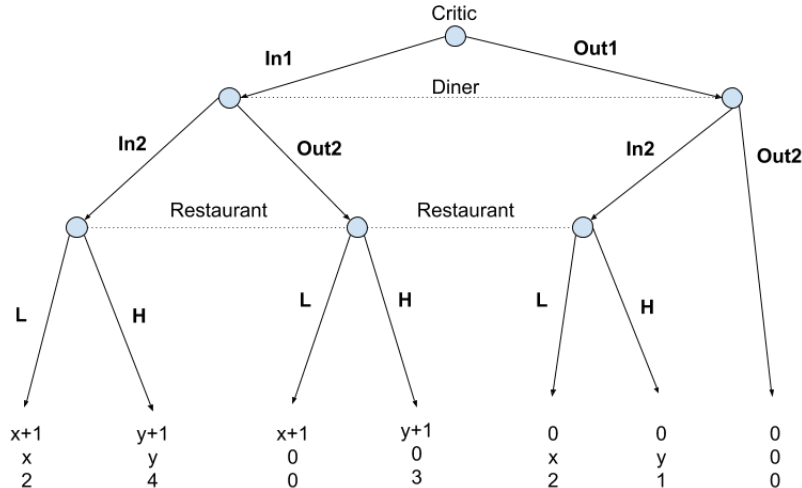 Critic
In1
Out1
Diner
In2
Out2
In2
Out2
Restaurant
Restaurant
L
H
L
H
L
H
x+1 y+1 x+1 y+1 0 0 0
x y 0 0 x y 0
2 4 0 3 2 1 0